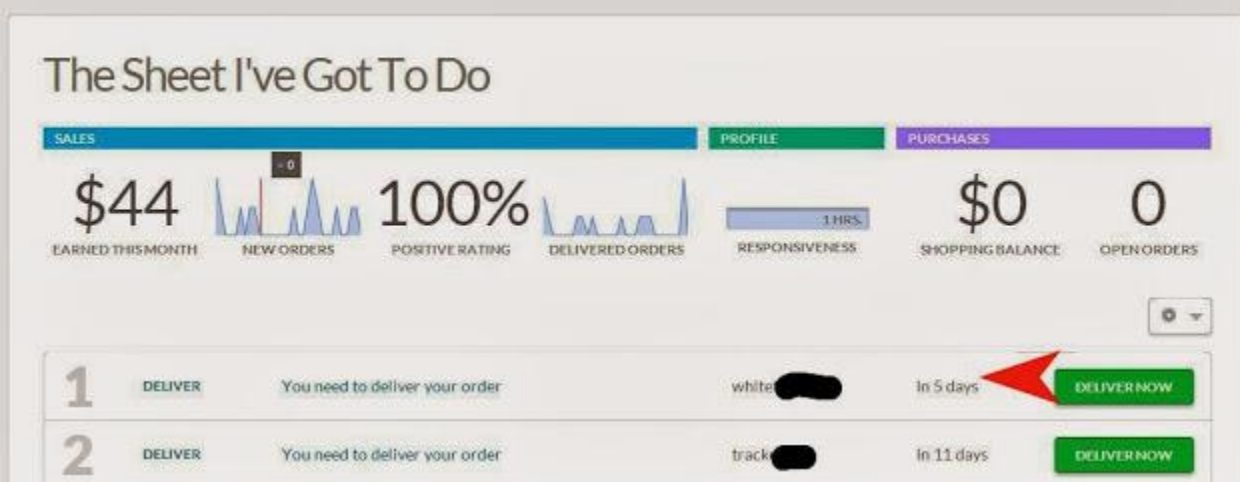 The Sheet I've Got To Do
SALES PROFILE PURCHASES
- 0
$44 100% 1 HRS. $0 0
EARNED THIS MONTH NEW ORDERS POSITIVE RATING DELIVERED ORDERS RESPONSIVENESS SHOPPING BALANCE OPEN ORDERS
1 DELIVER You need to deliver your order white In 5 days DELIVER NOW
2 DELIVER You need to deliver your order track In 11 days DELIVER NOW